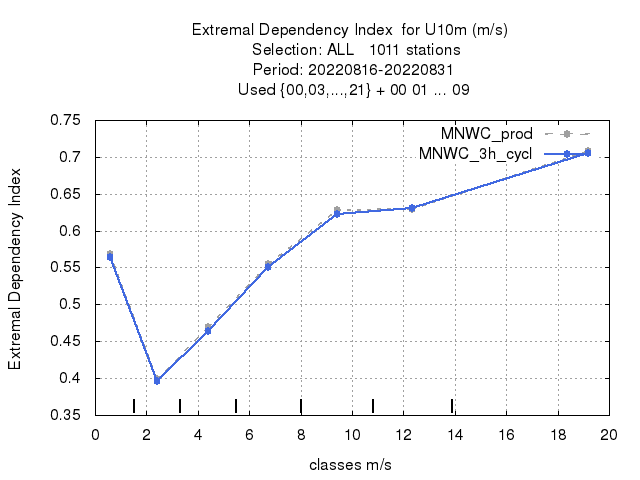 Extremal Dependency Index  for U10m (m/s)
Selection: ALL   1011 stations
Period: 20220816-20220831
Used {00,03,...,21} + 00 01 ... 09
MNWC_prod
MNWC_3h_cycl
Extremal Dependency Index
0.75
0.7
0.65
0.6
0.55
0.5
0.45
0.4
0.35
0 2 4 6 8 10 12 14 16 18 20
classes m/s